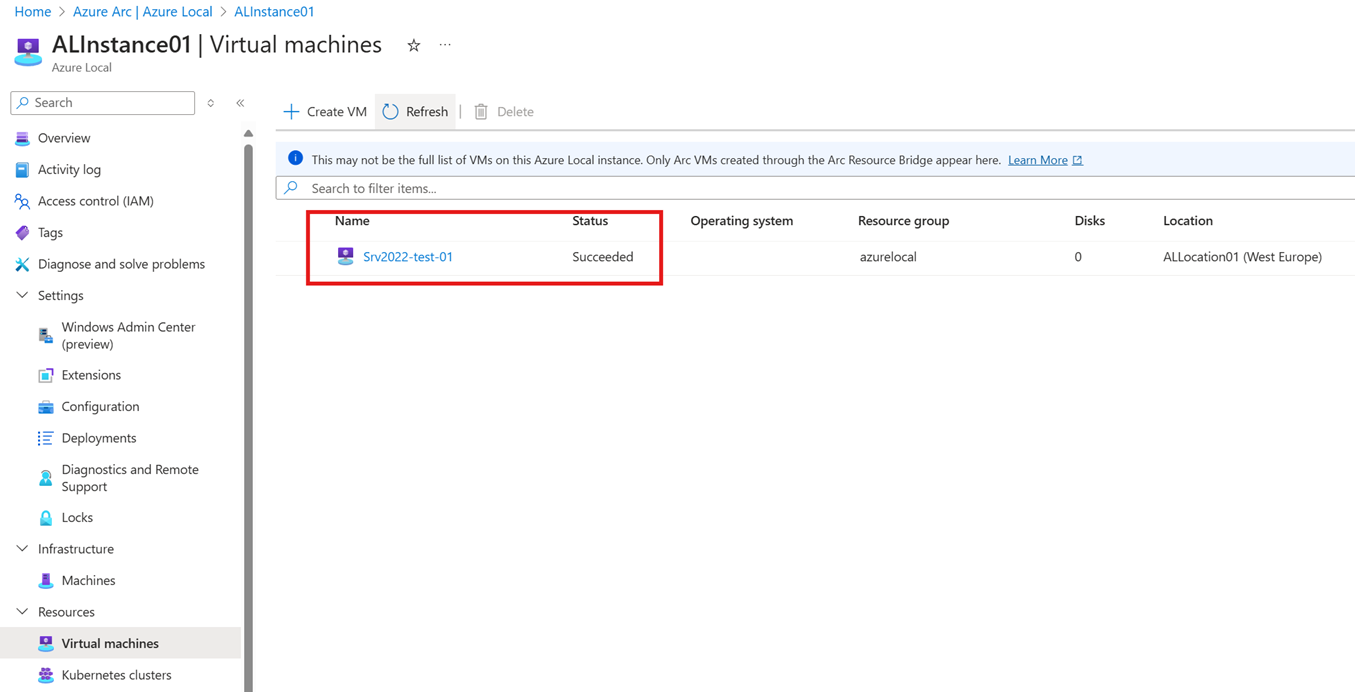 Home > Azure Arc | Azure Local > ALInstance01
ALInstance01 | Virtual machines
Azure Local
Search
Create VM
Refresh
Delete
Overview
Activity log
Access control (IAM)
Tags
Diagnose and solve problems
Settings
Windows Admin Center
(preview)
Extensions
Configuration
Deployments
Diagnostics and Remote
Support
Locks
Infrastructure
Machines
Resources
Virtual machines
Kubernetes clusters
This may not be the full list of VMs on this Azure Local instance. Only Arc VMs created through the Arc Resource Bridge appear here. Learn More
Search to filter items...
Name Status Operating system Resource group Disks Location
Srv2022-test-01 Succeeded azurelocal 0 ALLocation01 (West Europe)